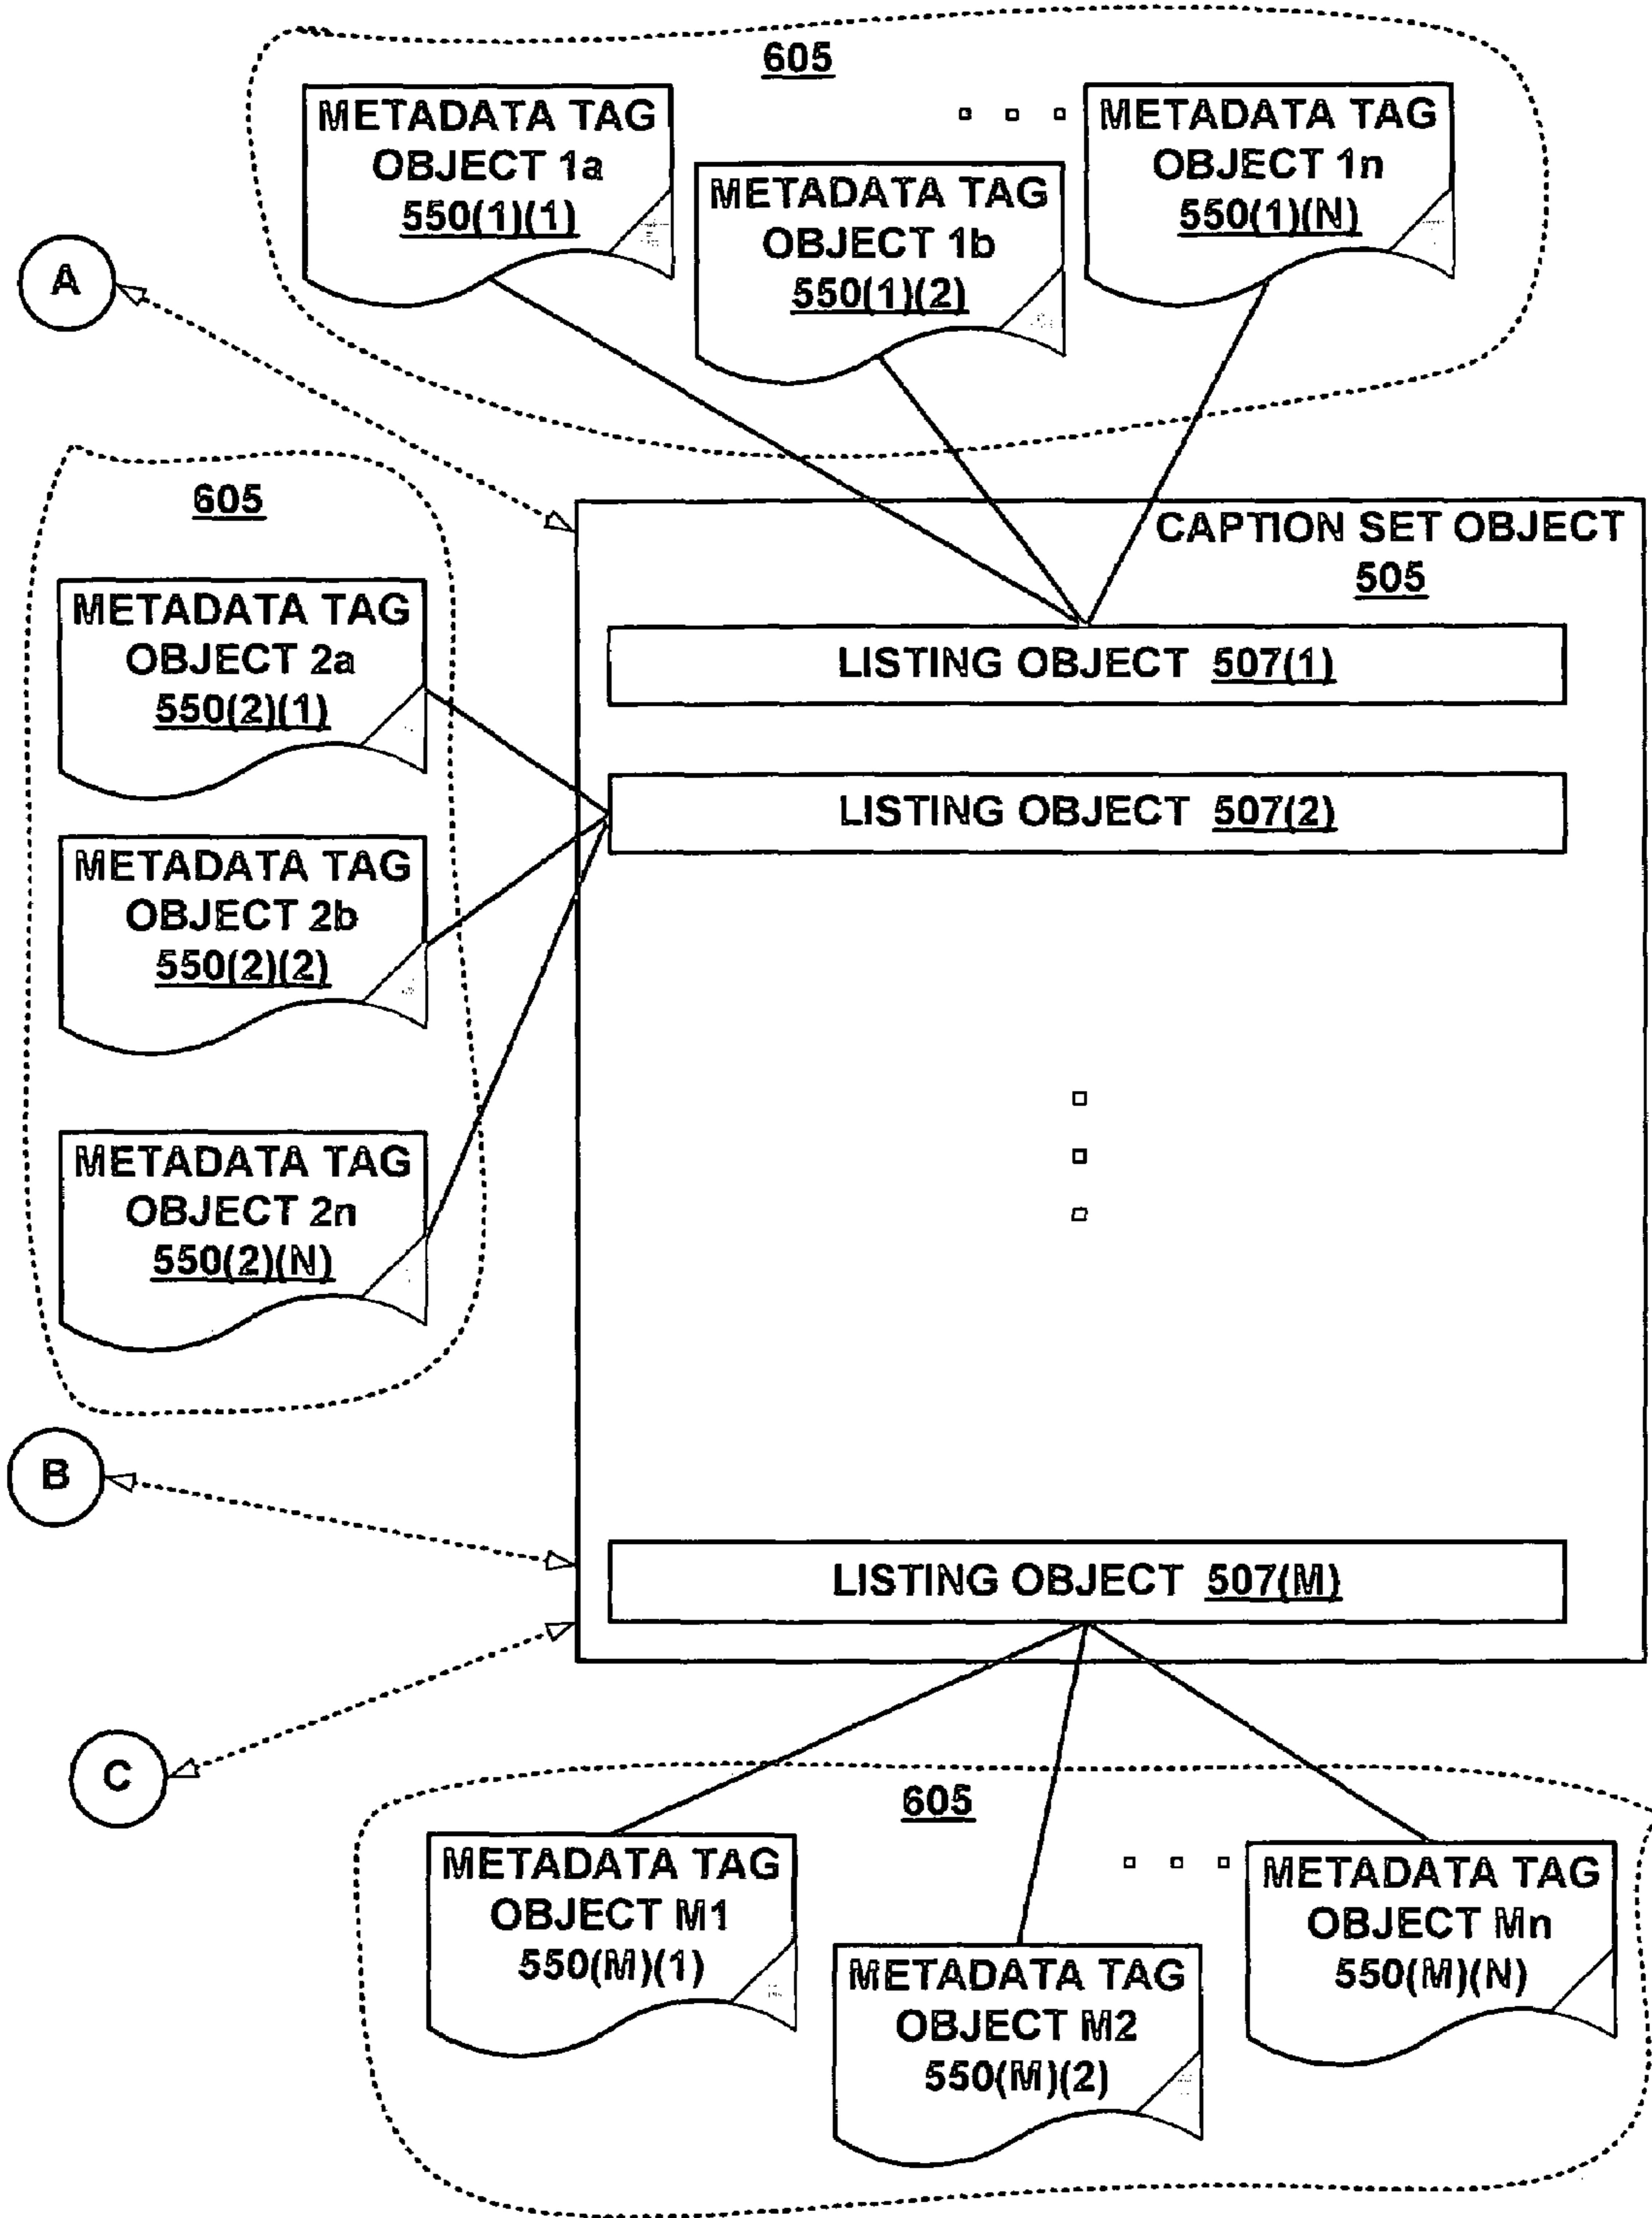 605
METADATA TAG
OBJECT 1a
550(1)(1)
METADATA TAG
OBJECT 1b
550(1)(2)
METADATA TAG
OBJECT 1n
550(1)(N)
A
605
METADATA TAG
OBJECT 2a
550(2)(1)
METADATA TAG
OBJECT 2b
550(2)(2)
METADATA TAG
OBJECT 2n
550(2)(N)
CAPTION SET OBJECT
505
LISTING OBJECT 507(1)
LISTING OBJECT 507(2)
LISTING OBJECT 507(M)
B
C
605
METADATA TAG
OBJECT M1
550(M)(1)
METADATA TAG
OBJECT M2
550(M)(2)
METADATA TAG
OBJECT Mn
550(M)(N)